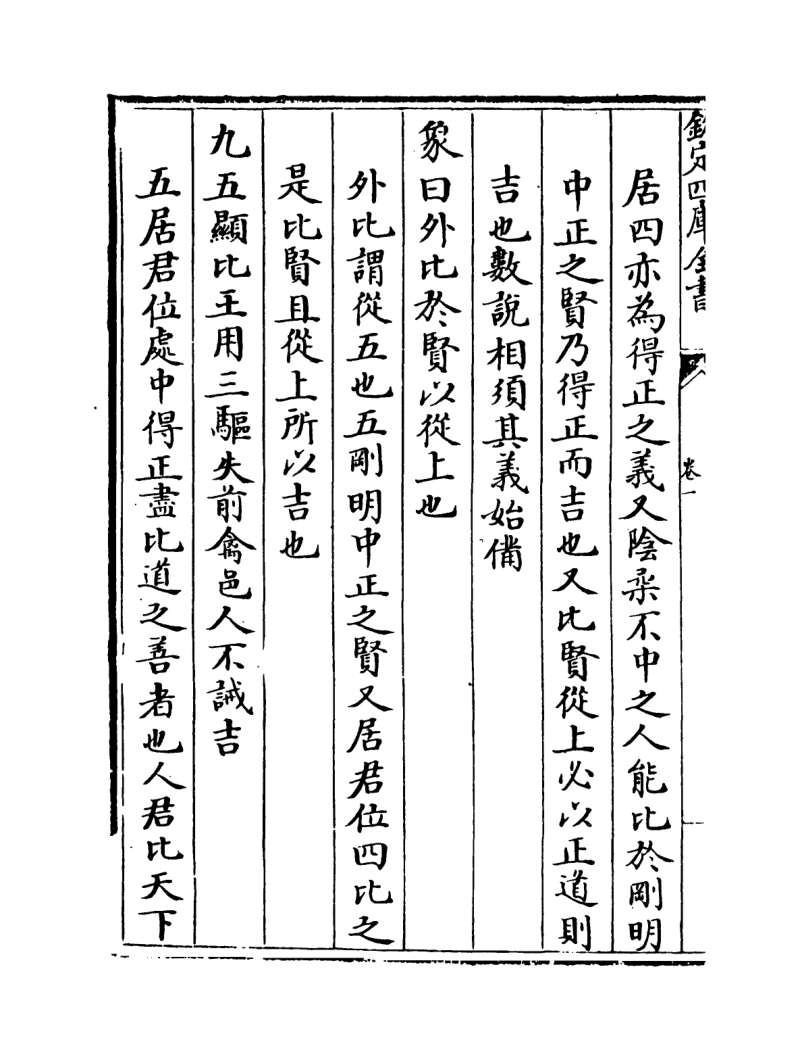 欽定四庫全書
卷一
居四亦為得正之義又陰柔不中之人能比於剛明
中正之賢乃得正而吉也又比賢從上必以正道則
吉也數說相須其義始備
象曰外比於賢以從上也
外比謂從五也五剛明中正之賢又居君位四比之
是比賢且從上所以吉也
九五顯比王用三驅失前禽邑人不誡吉
五居君位處中得正盡比道之善者也人君比天下